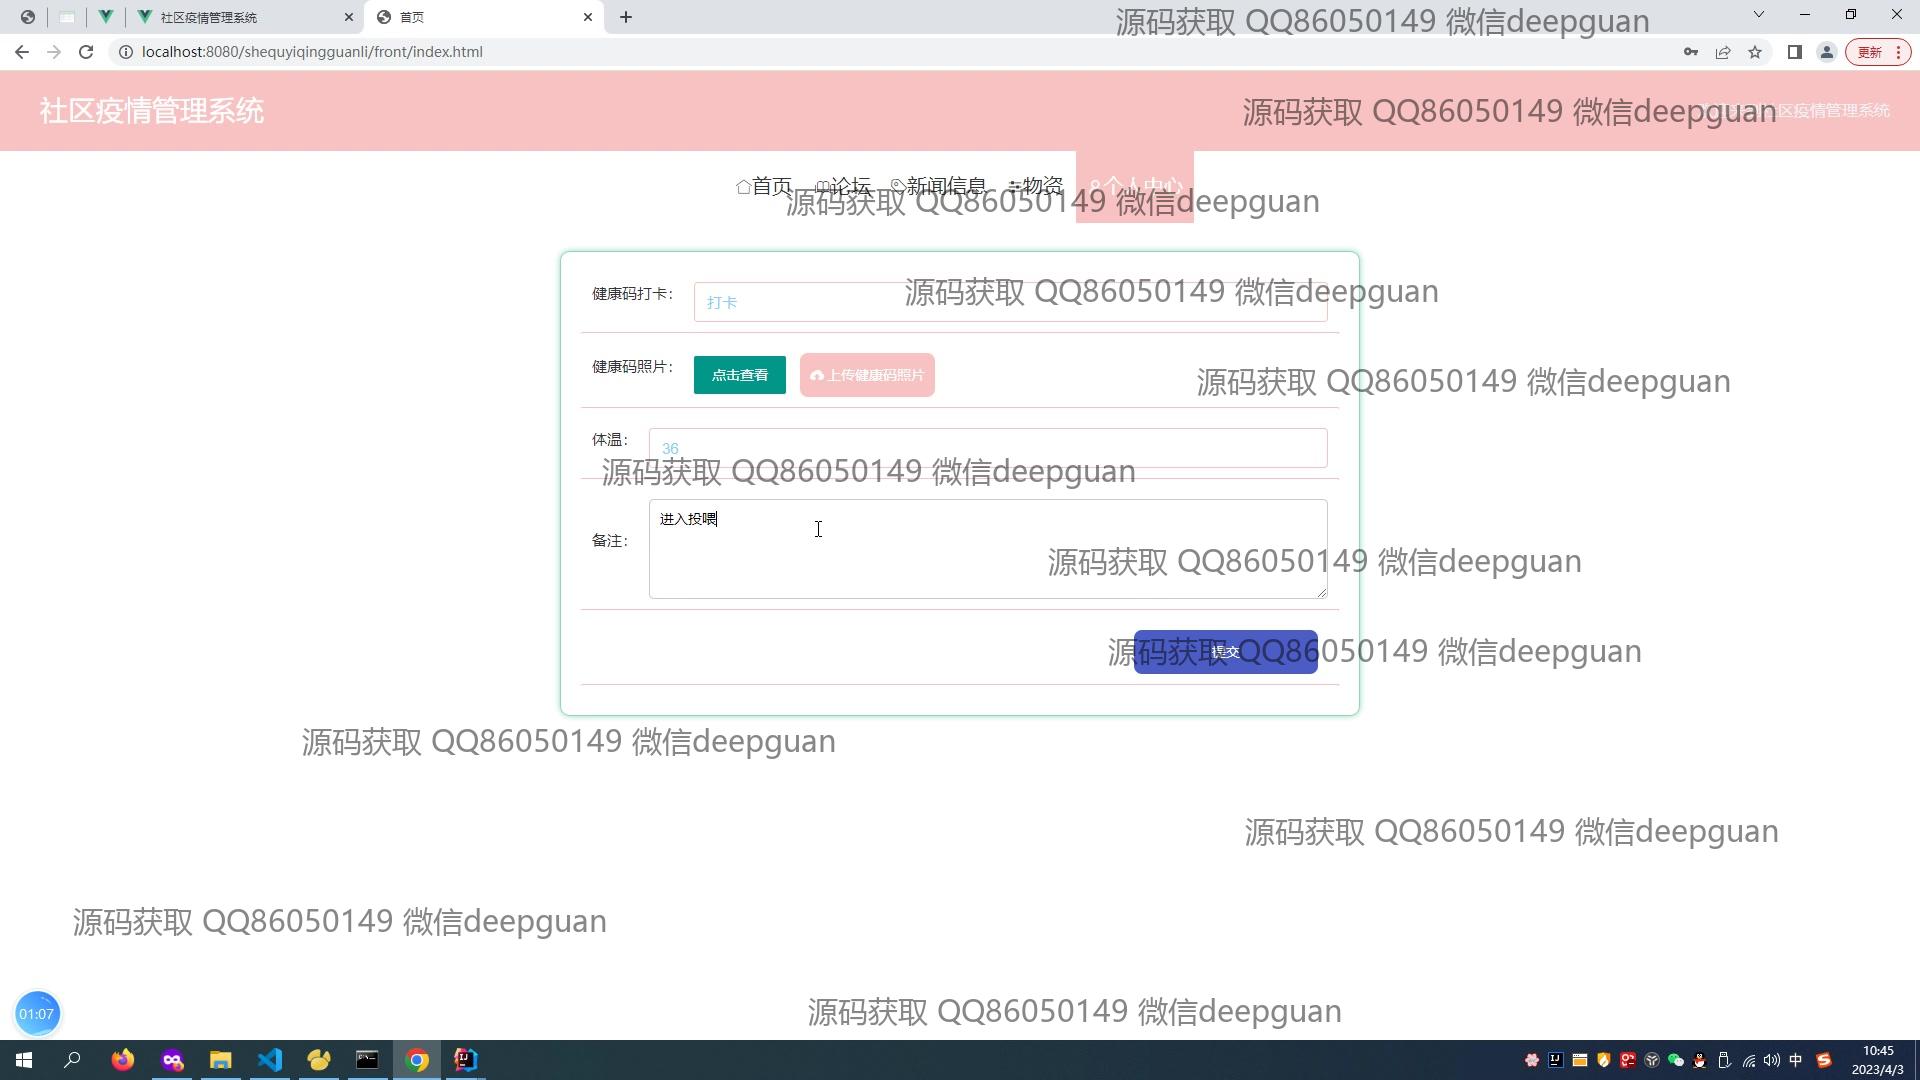 社区疫情管理系统
首页
源码获取 QQ86050149 微信deepguan
localhost:8080/shequyiqingguanli/front/index.html
更新
社区疫情管理系统
源码获取 QQ86050149 微信deepguan
社区疫情管理系统
首页 论坛 新闻信息 物资 个人中心
源码获取 QQ86050149 微信deepguan
健康码打卡：
打卡
源码获取 QQ86050149 微信deepguan
健康码照片：
点击查看
上传健康码照片
源码获取 QQ86050149 微信deepguan
体温：
36
源码获取 QQ86050149 微信deepguan
备注：
进入投喂
源码获取 QQ86050149 微信deepguan
提交
源码获取 QQ86050149 微信deepguan
源码获取 QQ86050149 微信deepguan
源码获取 QQ86050149 微信deepguan
源码获取 QQ86050149 微信deepguan
源码获取 QQ86050149 微信deepguan
01:07
中
10:45
2023/4/3